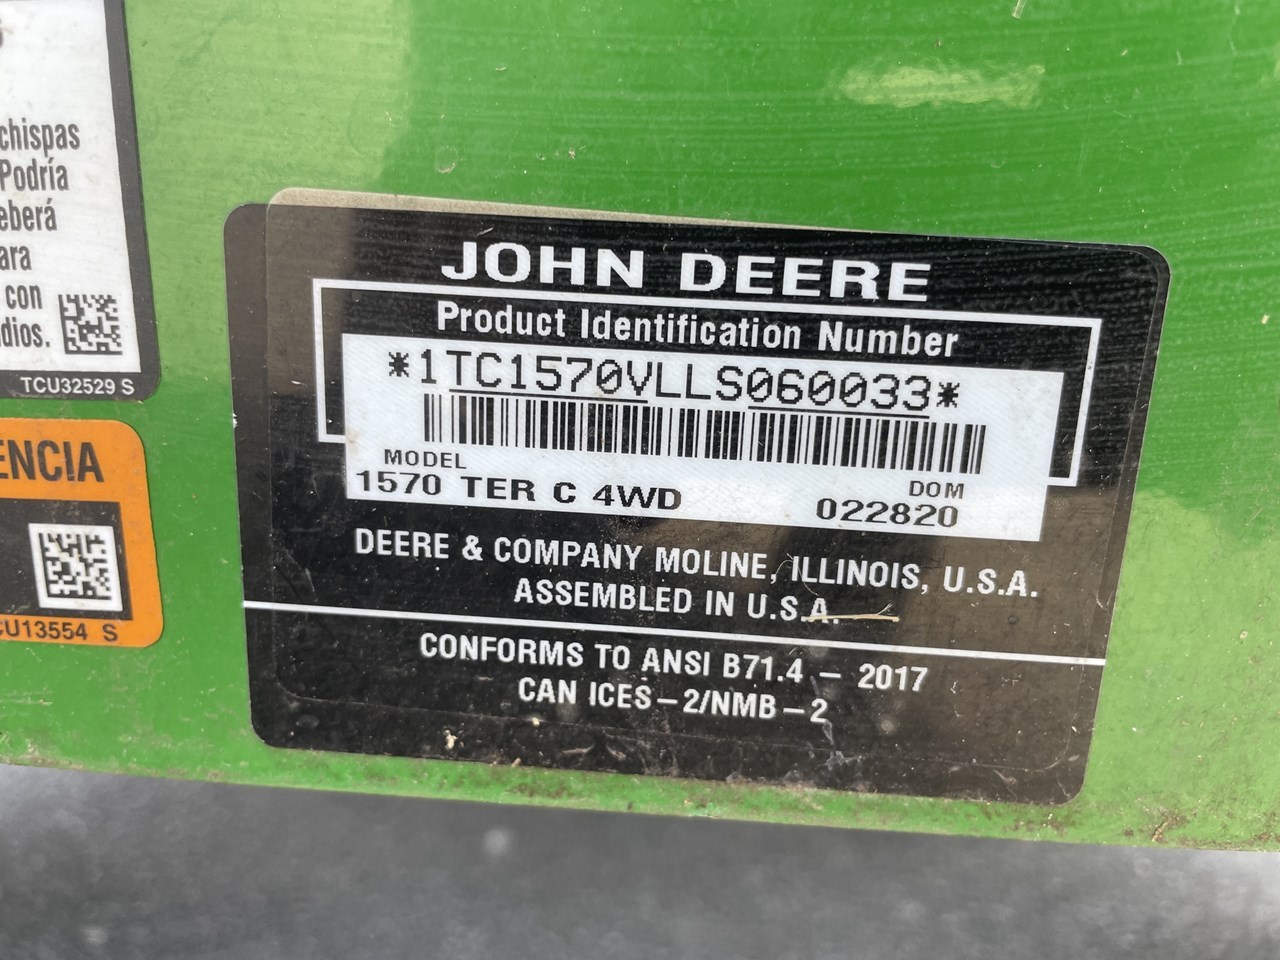 chispas
Podría
eberá
ara
con
dios.
TCU32529 S
ENCIA
CU13554 S
JOHN DEERE
Product Identification Number
*1TC1570VLLS060033*
MODEL
1570 TER C 4WD
DOM
022820
DEERE & COMPANY MOLINE, ILLINOIS, U.S.A.
ASSEMBLED IN U.S.A.
CONFORMS TO ANSI B71.4 – 2017
CAN ICES–2/NMB–2